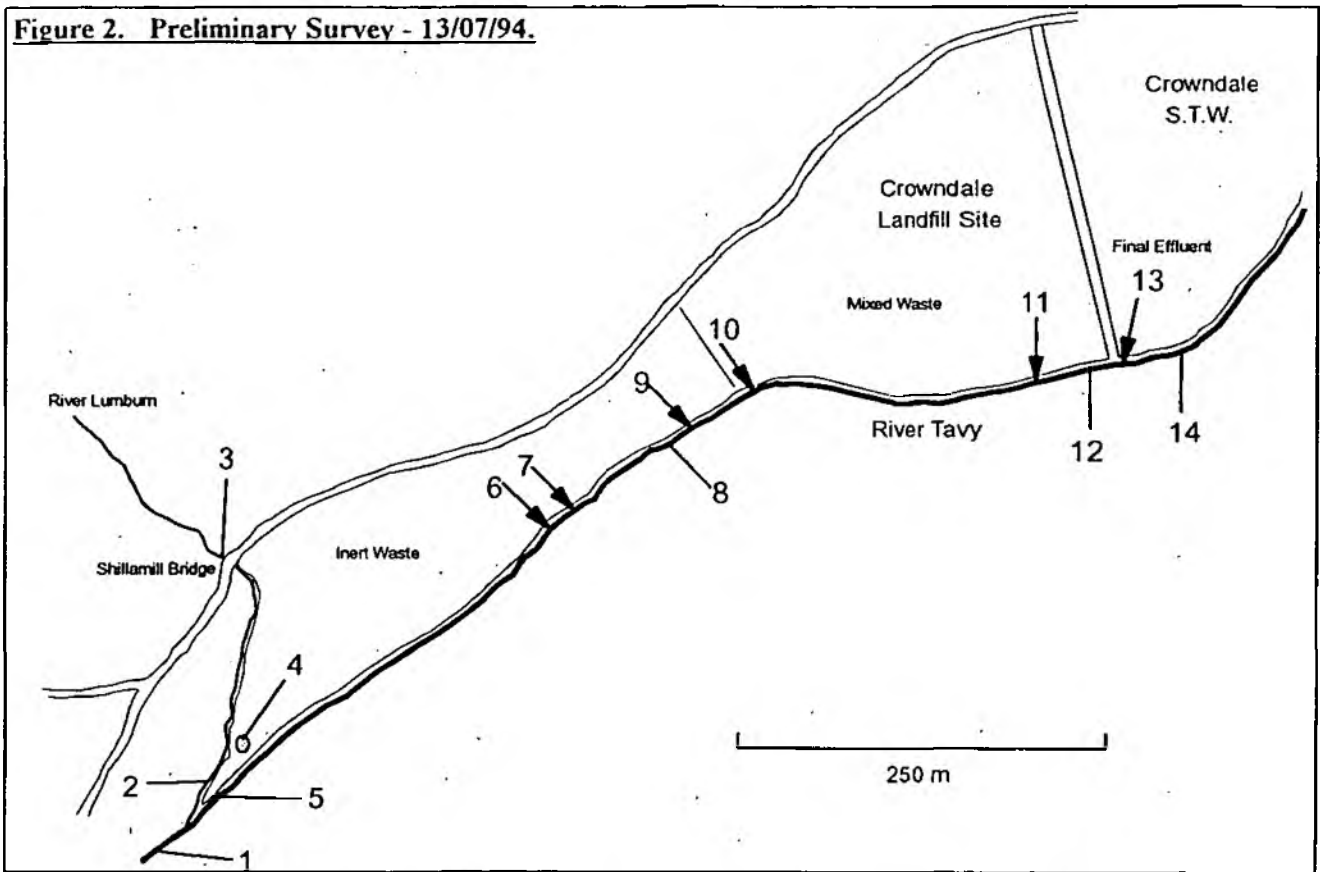 Figure 2. Preliminary Survey - 13/07/94.
Crowndale
S.T.W.
Crowndale
Landfill Site
Final Effluent
Mixed Waste
11
13
10
9
River Tavy
12
14
River Lumburn
3
7
6
8
Shillamill Bridge
Inert Waste
4
2
5
250 m
1